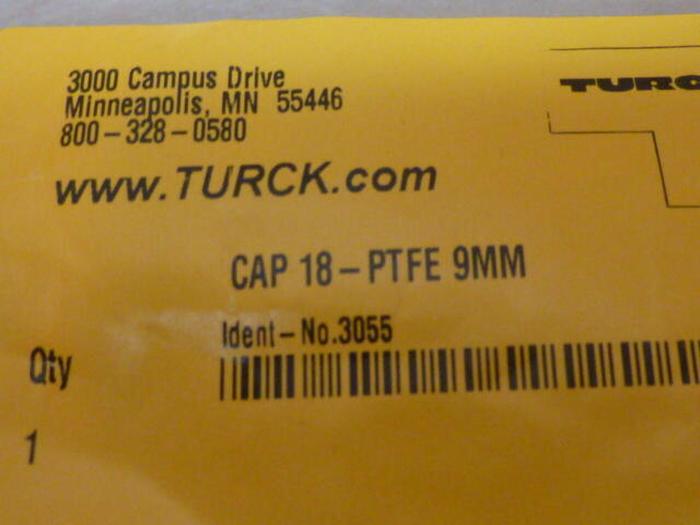 3000 Campus Drive
Minneapolis, MN 55446
800-328-0580
www.TURCK.com
TURC
CAP 18-PTFE 9MM
Ident-No.3055
Qty
1